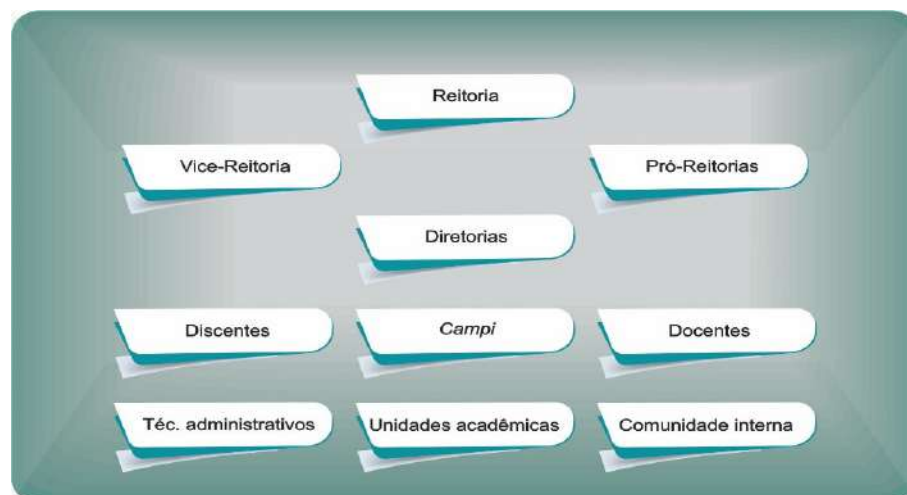 Reitoria
Vice-Reitoria
Pró-Reitorias
Diretorias
Discentes
Campi
Docentes
Téc. administrativos
Unidades acadêmicas
Comunidade interna